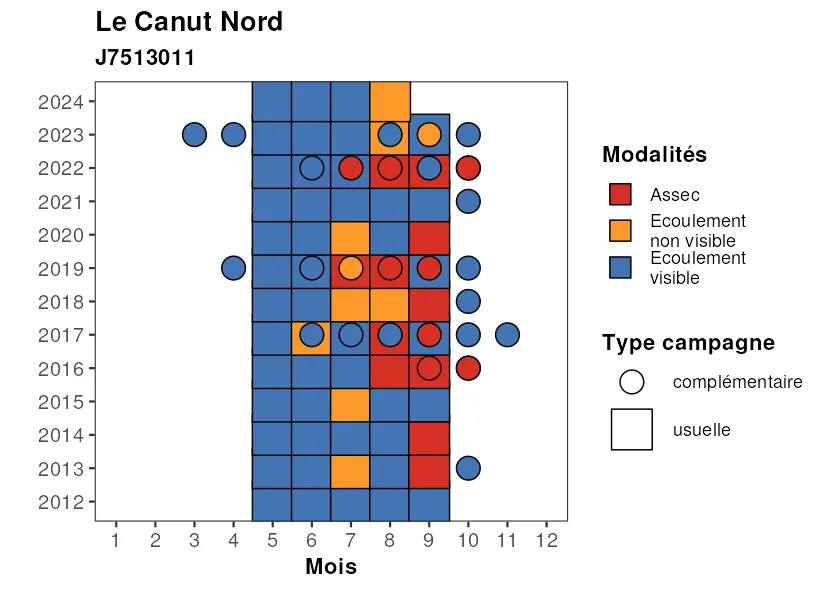 Le Canut Nord
J7513011
2024
2023
2022
2021
2020
2019
2018
2017
2016
2015
2014
2013
2012
1 2 3 4 5 6 7 8 9 10 11 12
Mois
Modalités
Assec
Ecoulement
non visible
Ecoulement
visible
Type campagne
complémentaire
usuelle